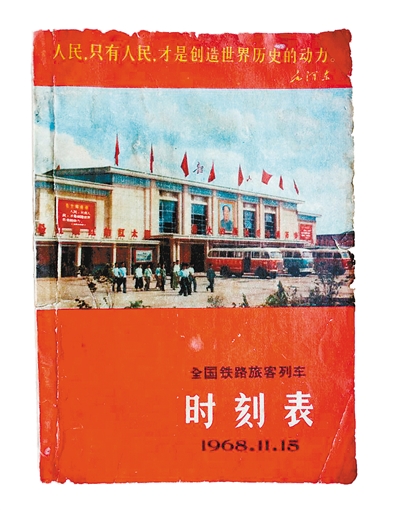 人民,只有人民,才是创造世界历史的动力。
毛泽东
全国铁路旅客列车
时刻表
1968.11.15